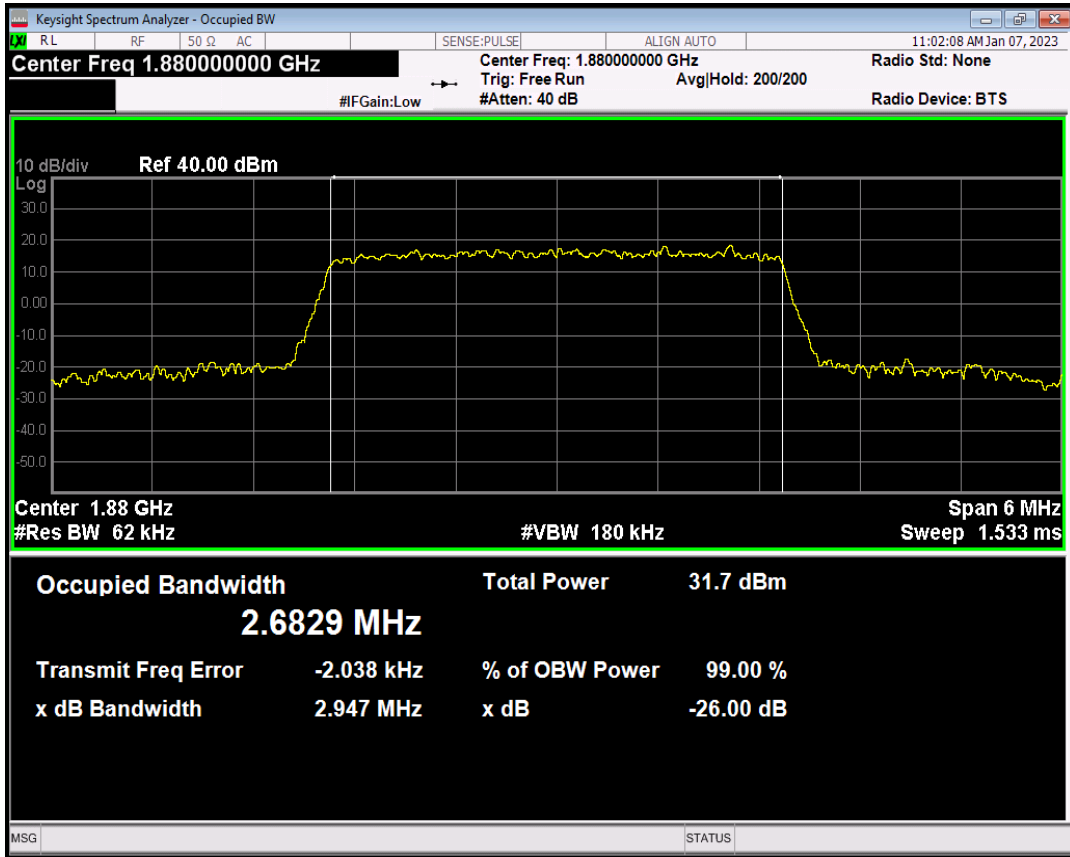 Keysight Spectrum Analyzer - Occupied BW
LXI RL RF 50 Ω AC SENSE:PULSE ALIGN AUTO 11:02:08 AM Jan 07, 2023
Center Freq 1.880000000 GHz Center Freq: 1.880000000 GHz Radio Std: None
Trig: Free Run Avg|Hold: 200/200
#IFGain:Low #Atten: 40 dB Radio Device: BTS
10 dB/div Ref 40.00 dBm
Log
30.0
20.0
10.0
0.00
-10.0
-20.0
-30.0
-40.0
-50.0
Center 1.88 GHz Span 6 MHz
#Res BW 62 kHz #VBW 180 kHz Sweep 1.533 ms
Occupied Bandwidth Total Power 31.7 dBm
2.6829 MHz
Transmit Freq Error -2.038 kHz % of OBW Power 99.00 %
x dB Bandwidth 2.947 MHz x dB -26.00 dB
MSG STATUS